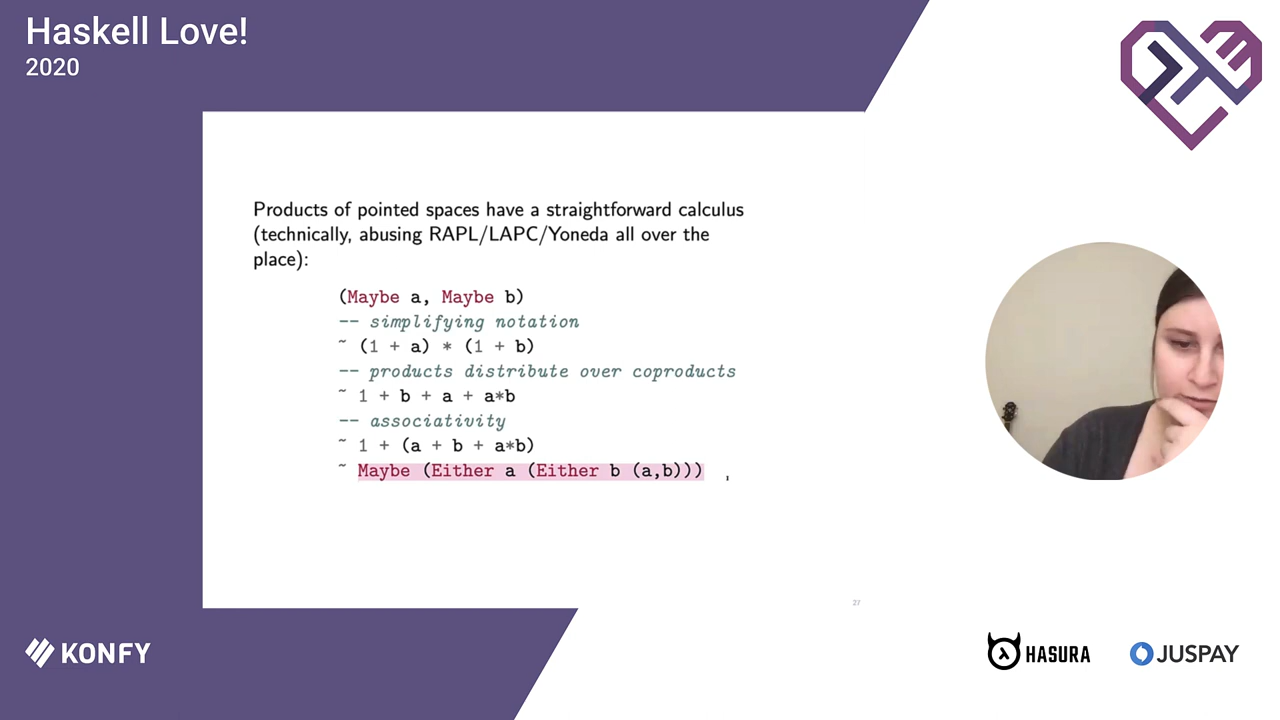 Haskell Love!
2020
Products of pointed spaces have a straightforward calculus
(technically, abusing RAPL/LAPC/Yoneda all over the
place):
(Maybe a, Maybe b)
-- simplifying notation
~ (1 + a) * (1 + b)
-- products distribute over coproducts
~ 1 + b + a + a*b
-- associativity
~ 1 + (a + b + a*b)
~ Maybe (Either a (Either b (a,b)))
27
KONFY
HASURA
JUSPAY